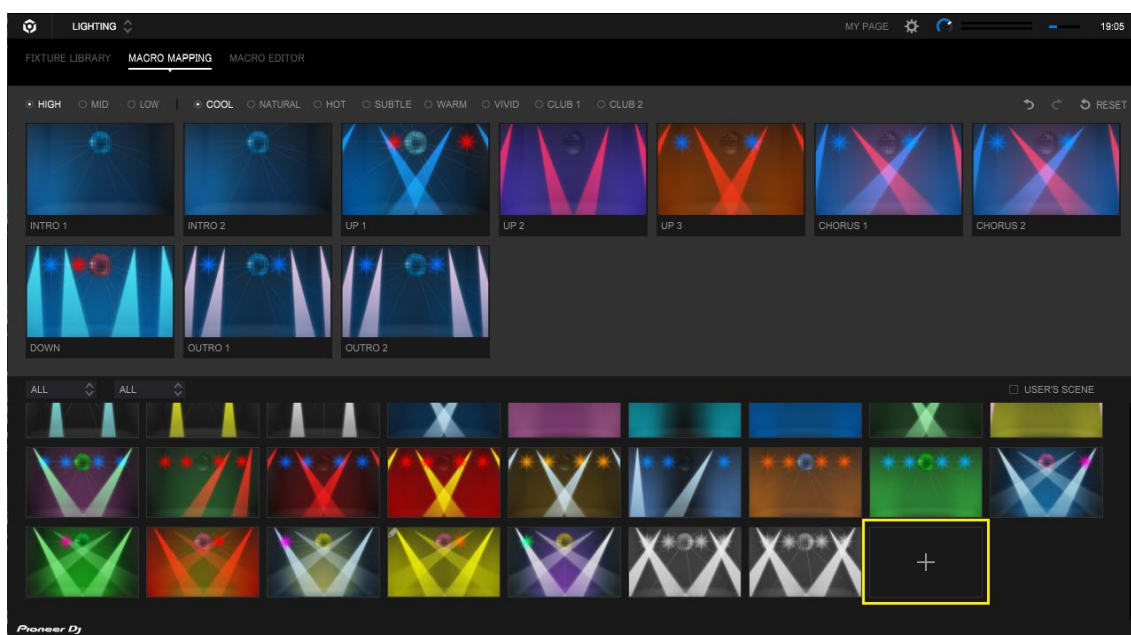 LIGHTING
MY PAGE
19:05
FIXTURE LIBRARY MACRO MAPPING MACRO EDITOR
HIGH MID LOW COOL NATURAL HOT SUBTLE WARM VIVID CLUB 1 CLUB 2 RESET
INTRO 1 INTRO 2 UP 1 UP 2 UP 3 CHORUS 1 CHORUS 2
DOWN OUTRO 1 OUTRO 2
ALL ALL USER'S SCENE
Pioneer Dj